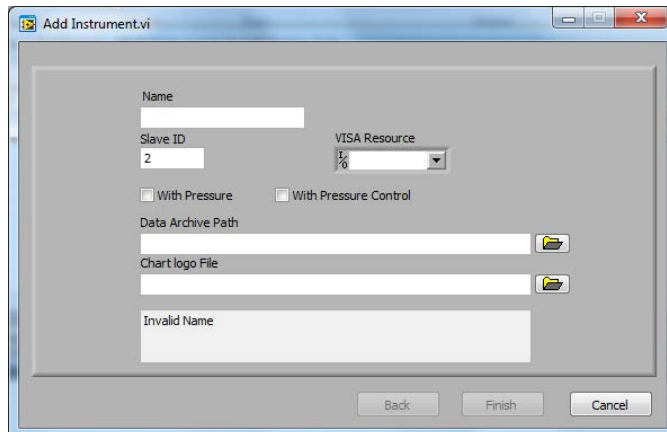 Add Instrument.vi
Name
Slave ID
VISA Resource
2
I/O
With Pressure
With Pressure Control
Data Archive Path
Chart logo File
Invalid Name
Back
Finish
Cancel